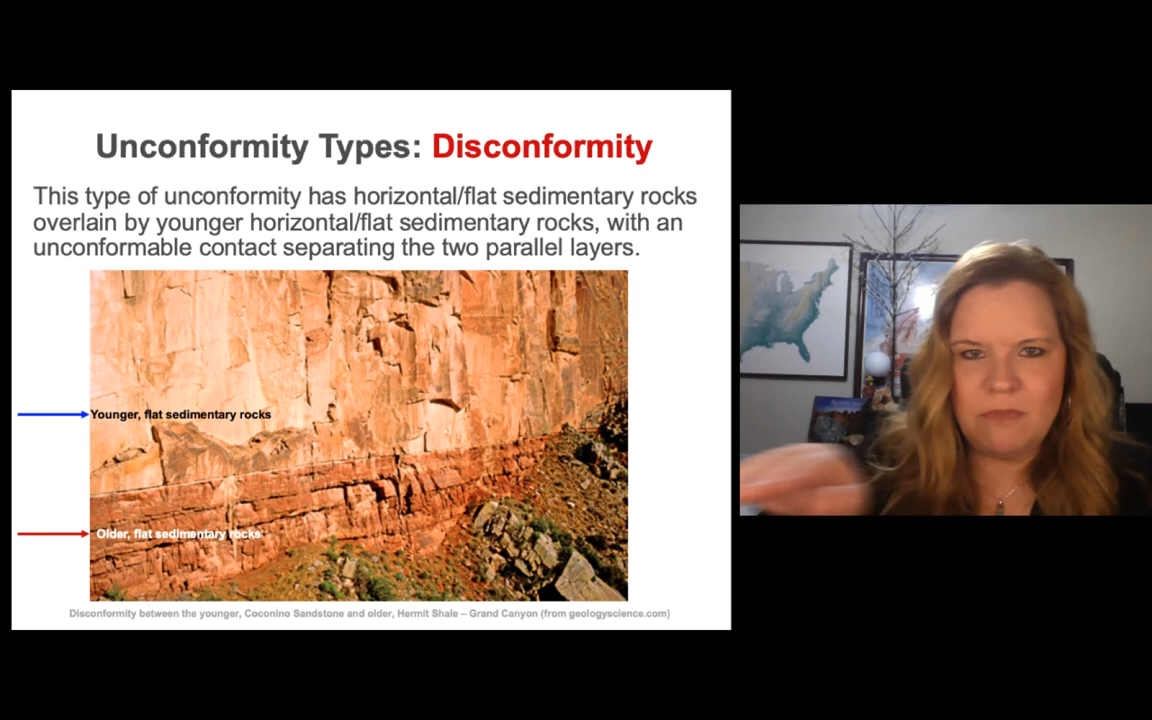 Unconformity Types: Disconformity
This type of unconformity has horizontal/flat sedimentary rocks
overlain by younger horizontal/flat sedimentary rocks, with an
unconformable contact separating the two parallel layers.
Younger, flat sedimentary rocks
Older, flat sedimentary rocks
Disconformity between the younger, Coconino Sandstone and older, Hermit Shale – Grand Canyon (from geologyscience.com)